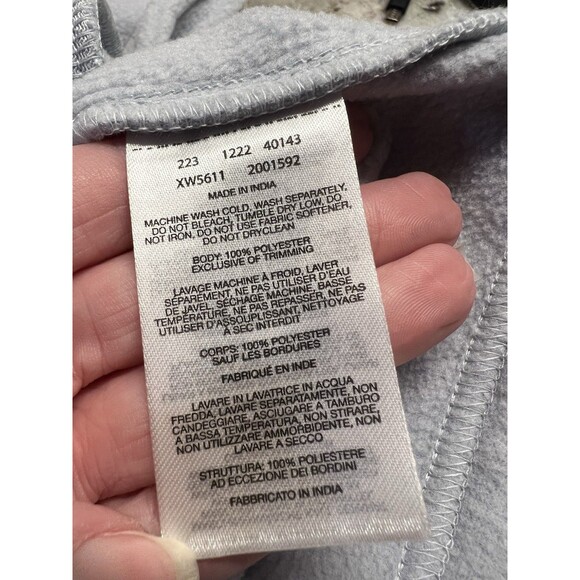 223 1222 40143
XW5611 2001592
MADE IN INDIA
MACHINE WASH COLD, WASH SEPARATELY,
DO NOT BLEACH, TUMBLE DRY LOW, DO
NOT IRON, DO NOT USE FABRIC SOFTENER,
DO NOT DRYCLEAN
BODY: 100% POLYESTER
EXCLUSIVE OF TRIMMING
LAVAGE MACHINE À FROID, LAVER
SÉPAREMENT, NE PAS UTILISER D'EAU
DE JAVEL, SÉCHAGE MACHINE, BASSE
TEMPÉRATURE, NE PAS REPASSER, NE PAS
UTILISER D'ASSOUPLISSANT, NETTOYAGE
A SEC INTERDIT
CORPS: 100% POLYESTER
SAUF LES BORDURES
FABRIQUÉ EN INDE
LAVARE IN LAVATRICE IN ACQUA
FREDDA, LAVARE SEPARATAMENTE, NON
CANDEGGIARE, ASCIUGARE A TAMBURO
A BASSA TEMPERATURA, NON STIRARE,
NON UTILIZZARE AMMORBIDENTE, NON
LAVARE A SECCO
STRUTTURA: 100% POLIESTERE
AD ECCEZIONE DEI BORDINI
FABBRICATO IN INDIA